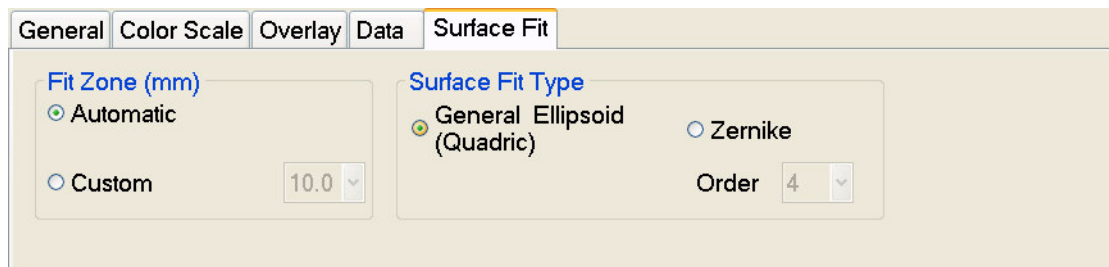 General Color Scale Overlay Data Surface Fit
Fit Zone (mm)
Automatic
Custom 10.0
Surface Fit Type
General Ellipsoid
(Quadric)
Zernike
Order 4